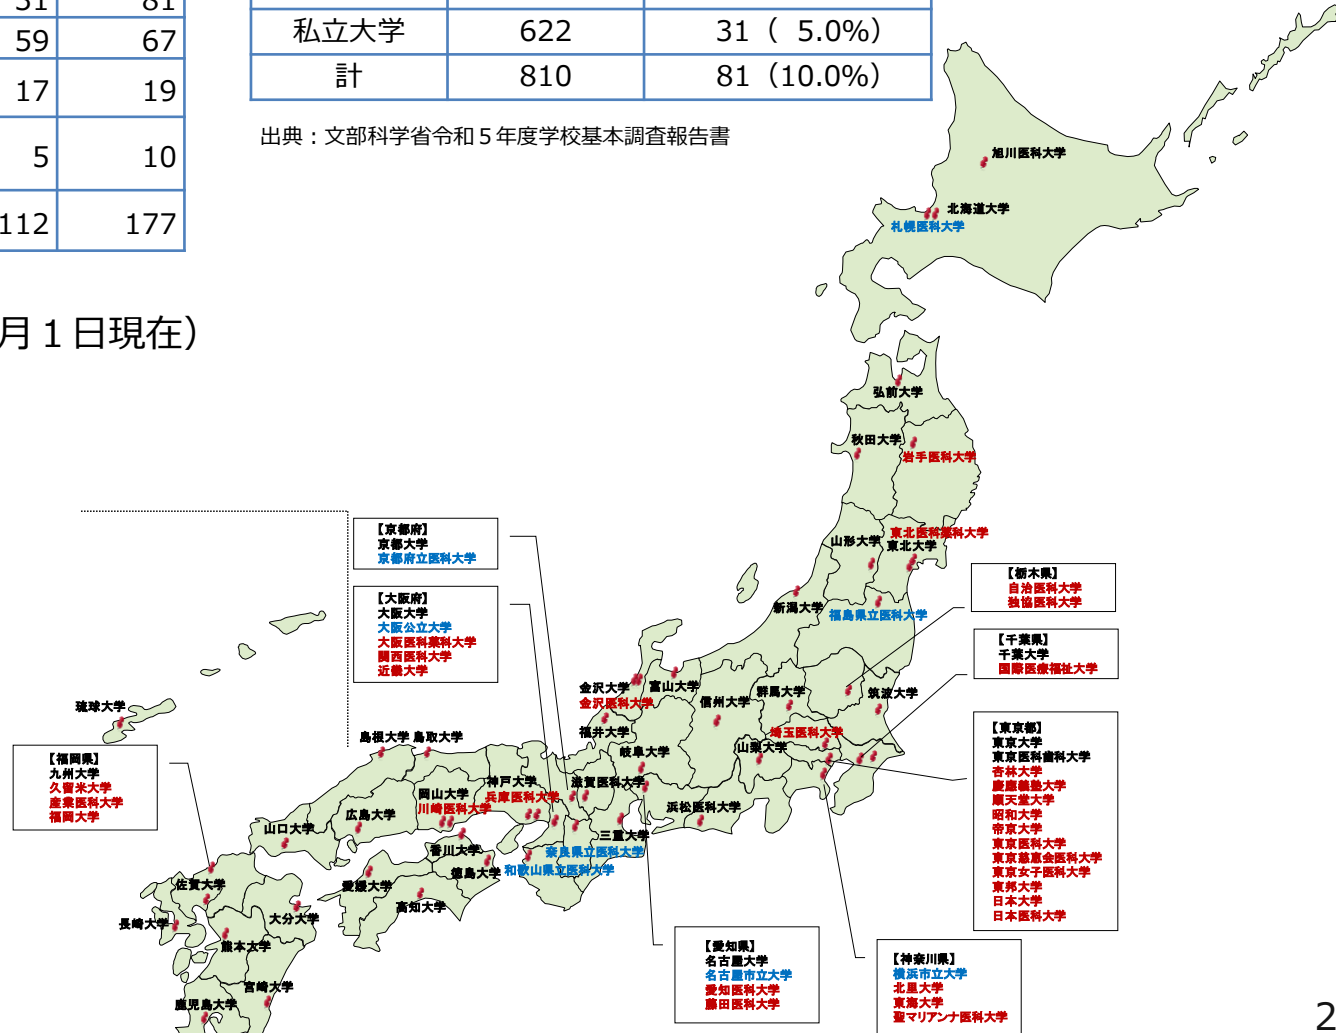 31 81
59 67
17 19
5 10
112 177
私立大学 622 31（ 5.0%）
計 810 81（10.0%）
出典：文部科学省令和５年度学校基本調査報告書
月１日現在）
旭川医科大学
北海道大学
札幌医科大学
弘前大学
秋田大学
岩手医科大学
東北医科薬科大学
山形大学
東北大学
新潟大学
福島県立医科大学
【京都府】
京都大学
京都府立医科大学
【大阪府】
大阪大学
大阪公立大学
大阪医科薬科大学
関西医科大学
近畿大学
【栃木県】
自治医科大学
独協医科大学
【千葉県】
千葉大学
国際医療福祉大学
金沢大学
富山大学
金沢医科大学
信州大学
群馬大学
筑波大学
福井大学
埼玉医科大学
岐阜大学
山梨大学
琉球大学
【福岡県】
九州大学
久留米大学
産業医科大学
福岡大学
島根大学
鳥取大学
神戸大学
滋賀医科大学
岡山大学
兵庫医科大学
川崎医科大学
浜松医科大学
広島大学
山口大学
三重大学
香川大学
奈良県立医科大学
徳島大学
和歌山県立医科大学
佐賀大学
愛媛大学
高知大学
長崎大学
大分大学
熊本大学
宮崎大学
鹿児島大学
【東京都】
東京大学
東京医科歯科大学
杏林大学
慶應義塾大学
順天堂大学
昭和大学
帝京大学
東京医科大学
東京慈恵会医科大学
東京女子医科大学
東邦大学
日本大学
日本医科大学
【愛知県】
名古屋大学
名古屋市立大学
愛知医科大学
藤田医科大学
【神奈川県】
横浜市立大学
北里大学
東海大学
聖マリアンナ医科大学
2